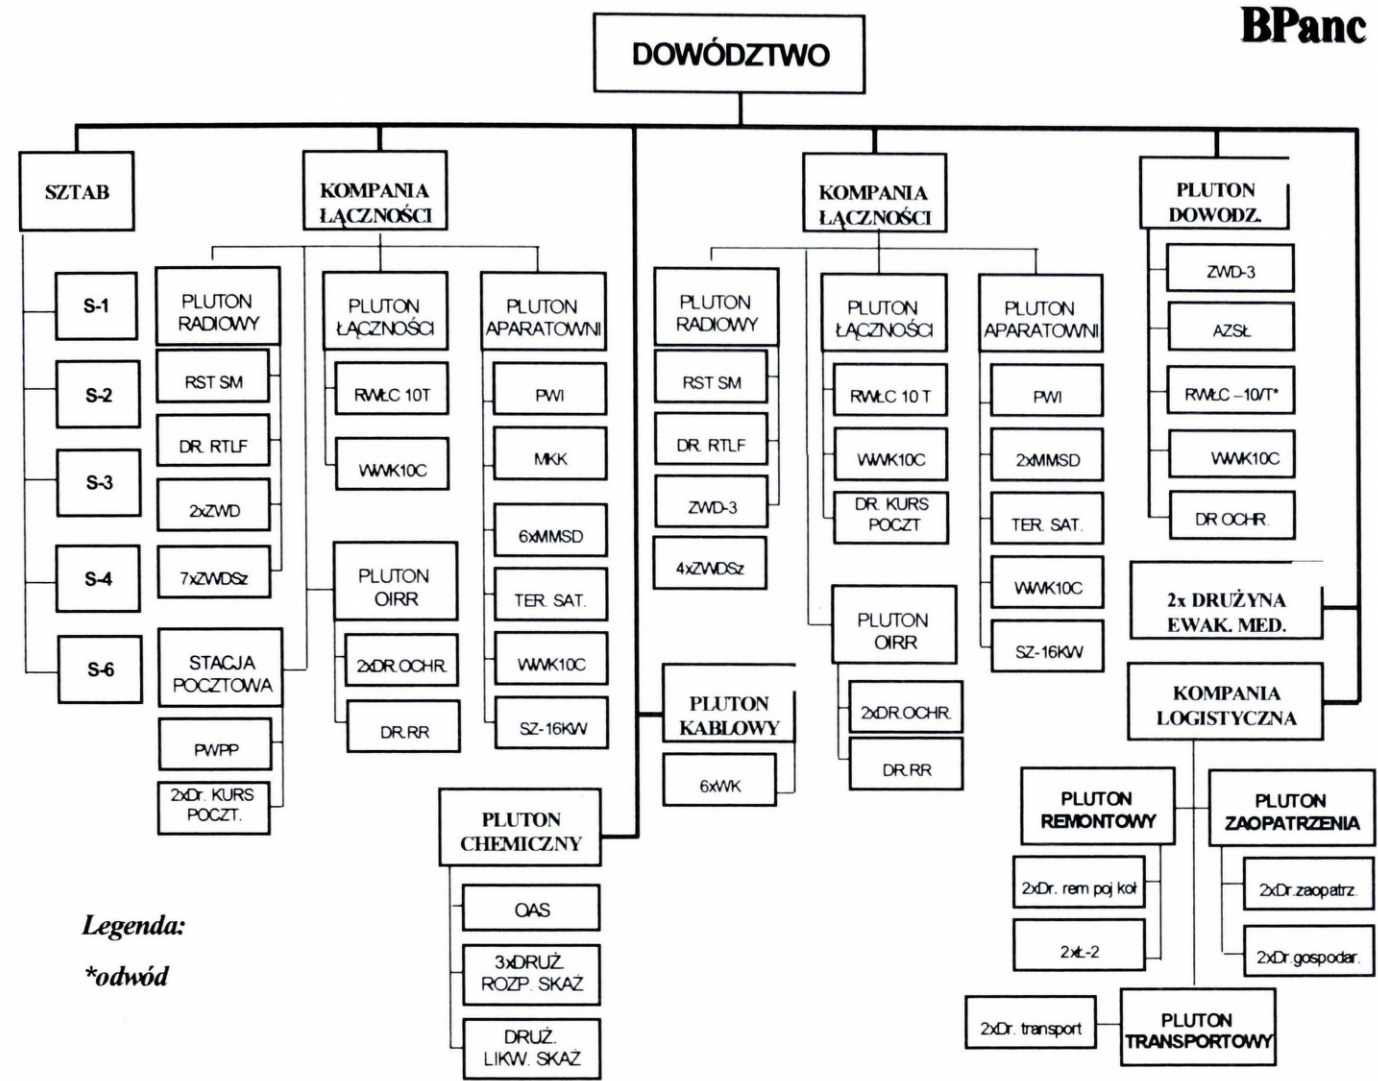 BPanc
DOWÓDZTWO
SZTAB
S-1
S-2
S-3
S-4
S-6
KOMPANIA
ŁĄCZNOŚCI
PLUTON
RADIOWY
RST SM
DR. RTLF
2xZWD
7xZWDSz
STACJA
POCZTOWA
PWPP
2xDr. KURS
POCZT.
PLUTON
ŁĄCZNOŚCI
RWŁC 10T
WWK10C
PLUTON
OIRR
2xDR.OCHR.
DR.RR
PLUTON
APARATOWNI
PWI
MKK
6xMMSD
TER. SAT.
WWK10C
SZ-16KW
PLUTON
CHEMICZNY
OAS
3xDRUŻ.
ROZP. SKAŻ
DRUŻ.
LIKW. SKAŻ
PLUTON
KABLOWY
6xWK
KOMPANIA
ŁĄCZNOŚCI
PLUTON
RADIOWY
RST SM
DR. RTLF
ZWD-3
4xZWDSz
PLUTON
ŁĄCZNOŚCI
RWŁC 10 T
WWK10C
DR. KURS
POCZT
PLUTON
OIRR
2xDR.OCHR.
DR.RR
PLUTON
APARATOWNI
PWI
2xMMSD
TER. SAT.
WWK10C
SZ-16KW
PLUTON
DOWODZ.
ZWD-3
AZSŁ
RWŁC –10/T*
WWK10C
DR OCHR.
2x DRUŻYNA
EWAK. MED.
KOMPANIA
LOGISTYCZNA
PLUTON
REMONTOWY
2xDr. rem poj koł
2xŁ-2
PLUTON
ZAOPATRZENIA
2xDr.zaopatrz.
2xDr.gospodar.
2xDr. transport
PLUTON
TRANSPORTOWY
Legenda:
*odwód